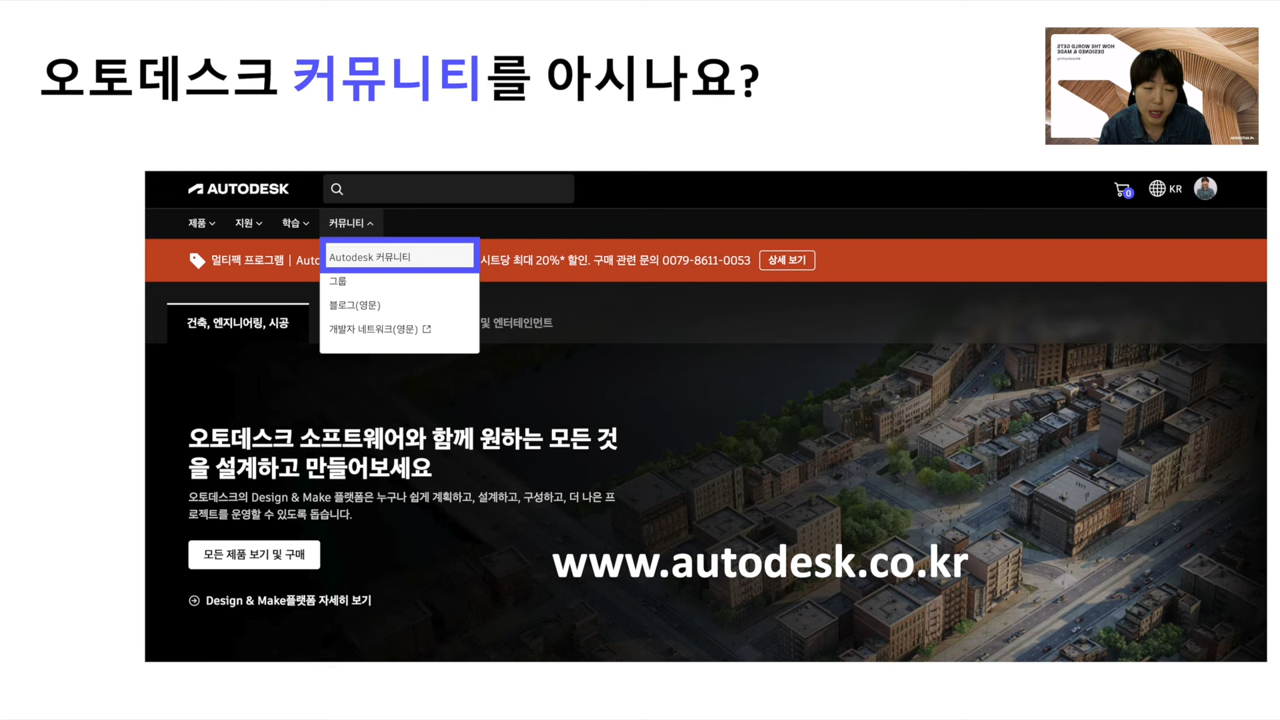 오토데스크 커뮤니티를 아시나요?
HOW THE WORLD GETS
DESIGNED & MADE
AUTODESK
0
KR
제품
지원
학습
커뮤니티
멀티팩 프로그램 | Auto
시트당 최대 20%* 할인. 구매 관련 문의 0079-8611-0053
상세 보기
Autodesk 커뮤니티
그룹
블로그(영문)
개발자 네트워크(영문)
건축, 엔지니어링, 시공
및 엔터테인먼트
오토데스크 소프트웨어와 함께 원하는 모든 것
을 설계하고 만들어보세요
오토데스크의 Design & Make 플랫폼은 누구나 쉽게 계획하고, 설계하고, 구성하고, 더 나은 프
로젝트를 운영할 수 있도록 돕습니다.
모든 제품 보기 및 구매
www.autodesk.co.kr
Design & Make플랫폼 자세히 보기